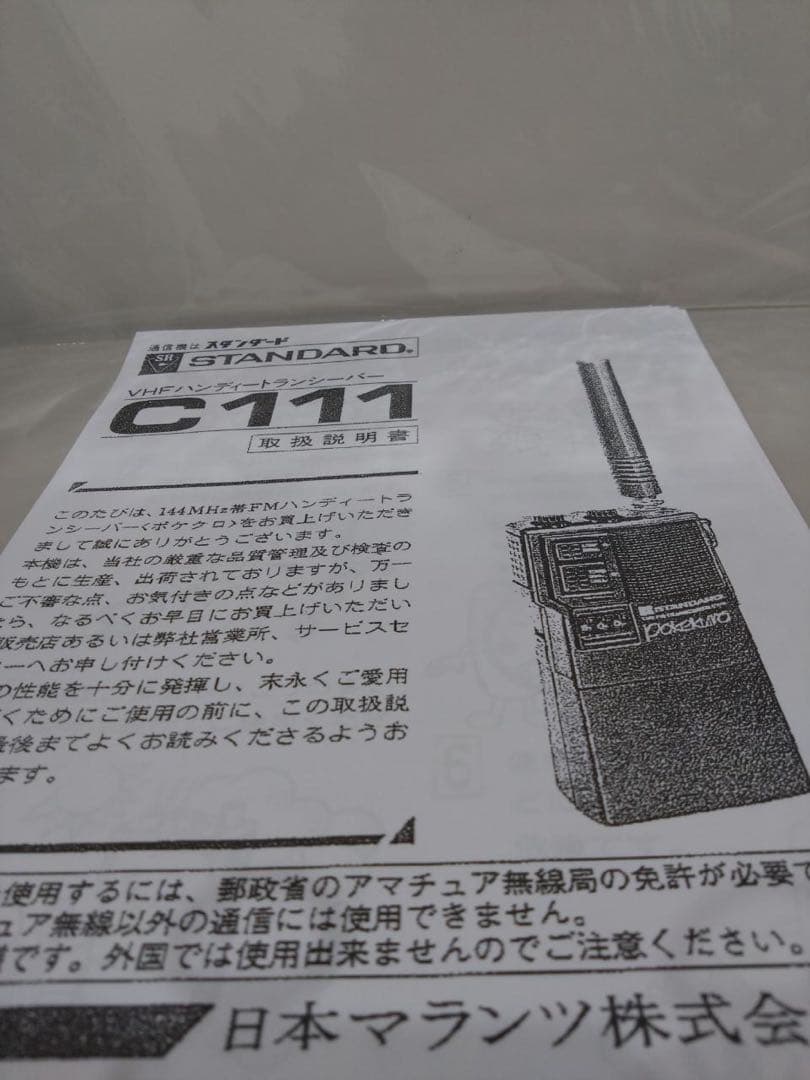 通信機は スタンダード
SR STANDARD®
VHFハンディートランシーバー
C111
取扱説明書
このたびは、144MHz帯FMハンディートラ
ンシーバー<ポケクロ>をお買上げいただき
まして誠にありがとうございます。
本機は、当社の厳重な品質管理及び検査の
もとに生産、出荷されておりますが、万一
ご不審な点、お気付きの点などがありまし
ら、なるべくお早目にお買上げいただい
販売店あるいは弊社営業所、サービスセ
ーへお申し付けください。
の性能を十分に発揮し、末永くご愛用
くためにご使用の前に、この取扱説
最後までよくお読みくださるようお
ます。
STANDARD
pokekuro
使用するには、郵政省のアマチュア無線局の免許が必要で
ュア無線以外の通信には使用できません。
です。外国では使用出来ませんのでご注意ください。
日本マランツ株式会